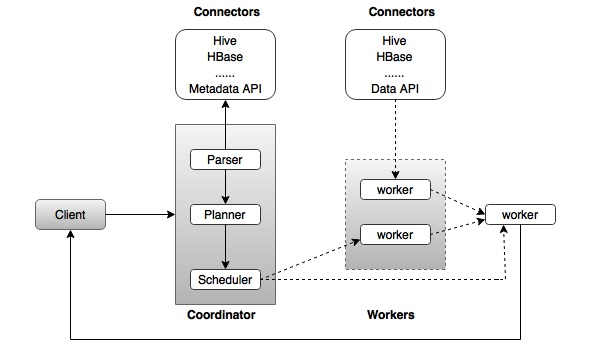 Connectors
Hive
HBase
......
Metadata API
Connectors
Hive
HBase
......
Data API
Parser
Planner
Scheduler
Coordinator
Client
worker
worker
Workers
worker